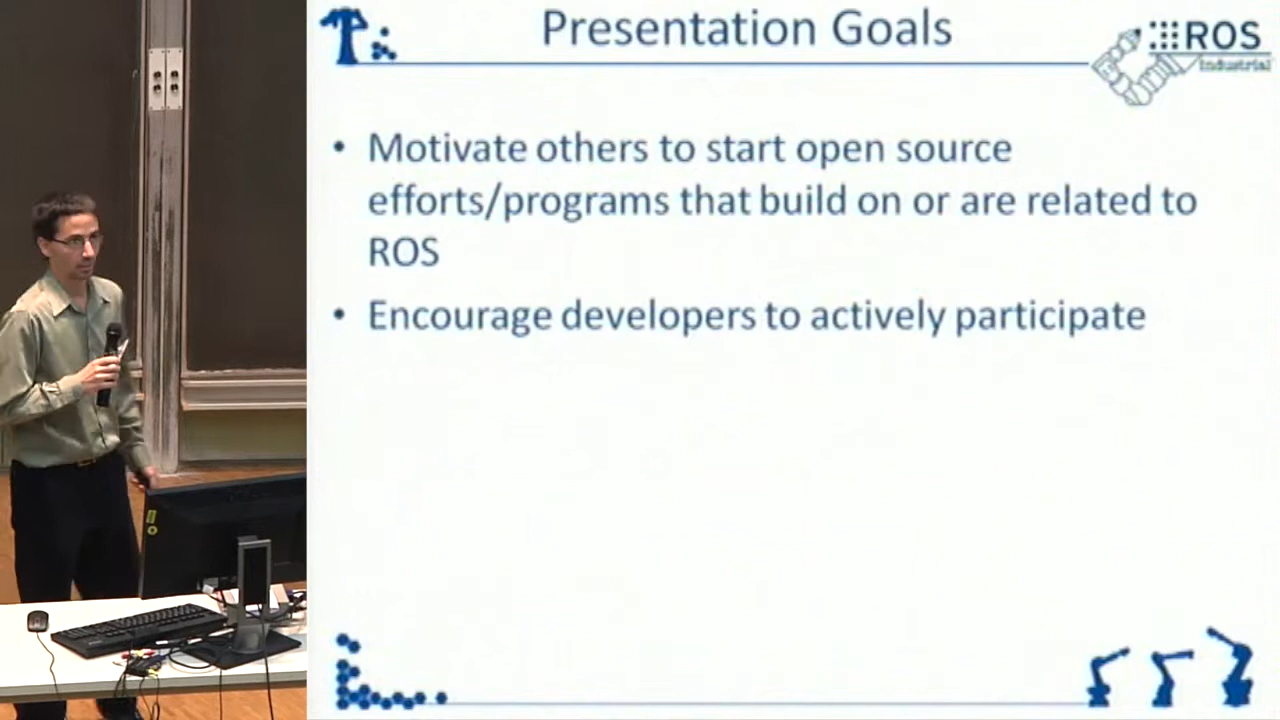 Presentation Goals
ROS
Industrial
• Motivate others to start open source
efforts/programs that build on or are related to
ROS
• Encourage developers to actively participate